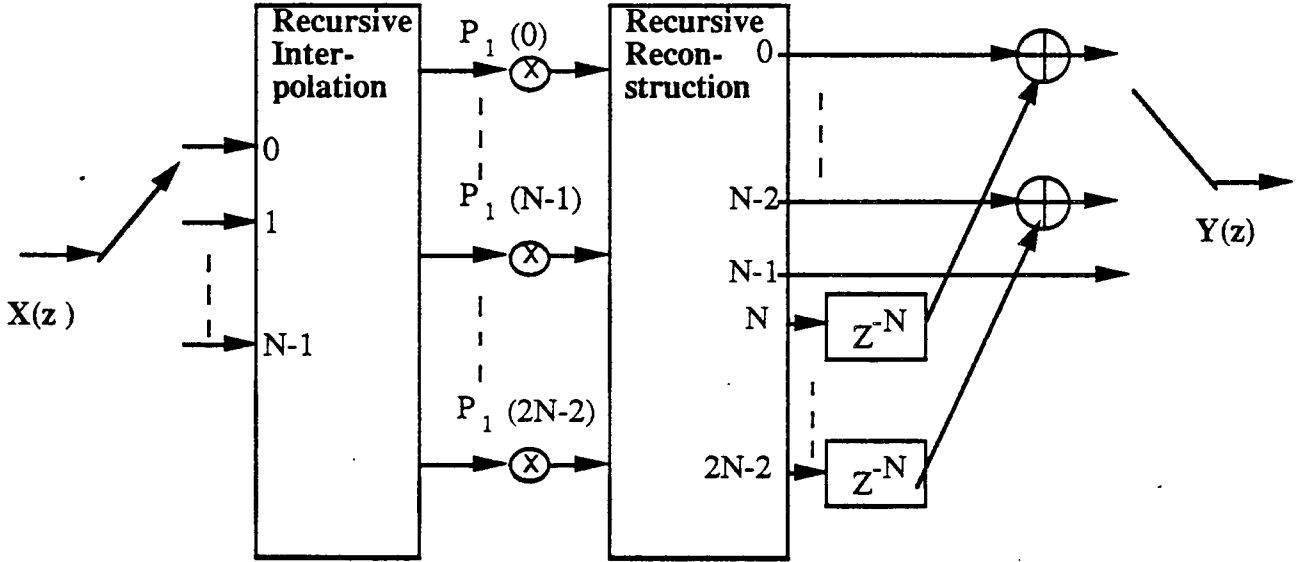 Recursive
Inter-
polation
P1 (0)
X
Recursive
Recon-
struction
0
0
1
N-1
X(z )
P1 (N-1)
X
P1 (2N-2)
X
N-2
N-1
N
Z-N
2N-2
Z-N
Y(z)